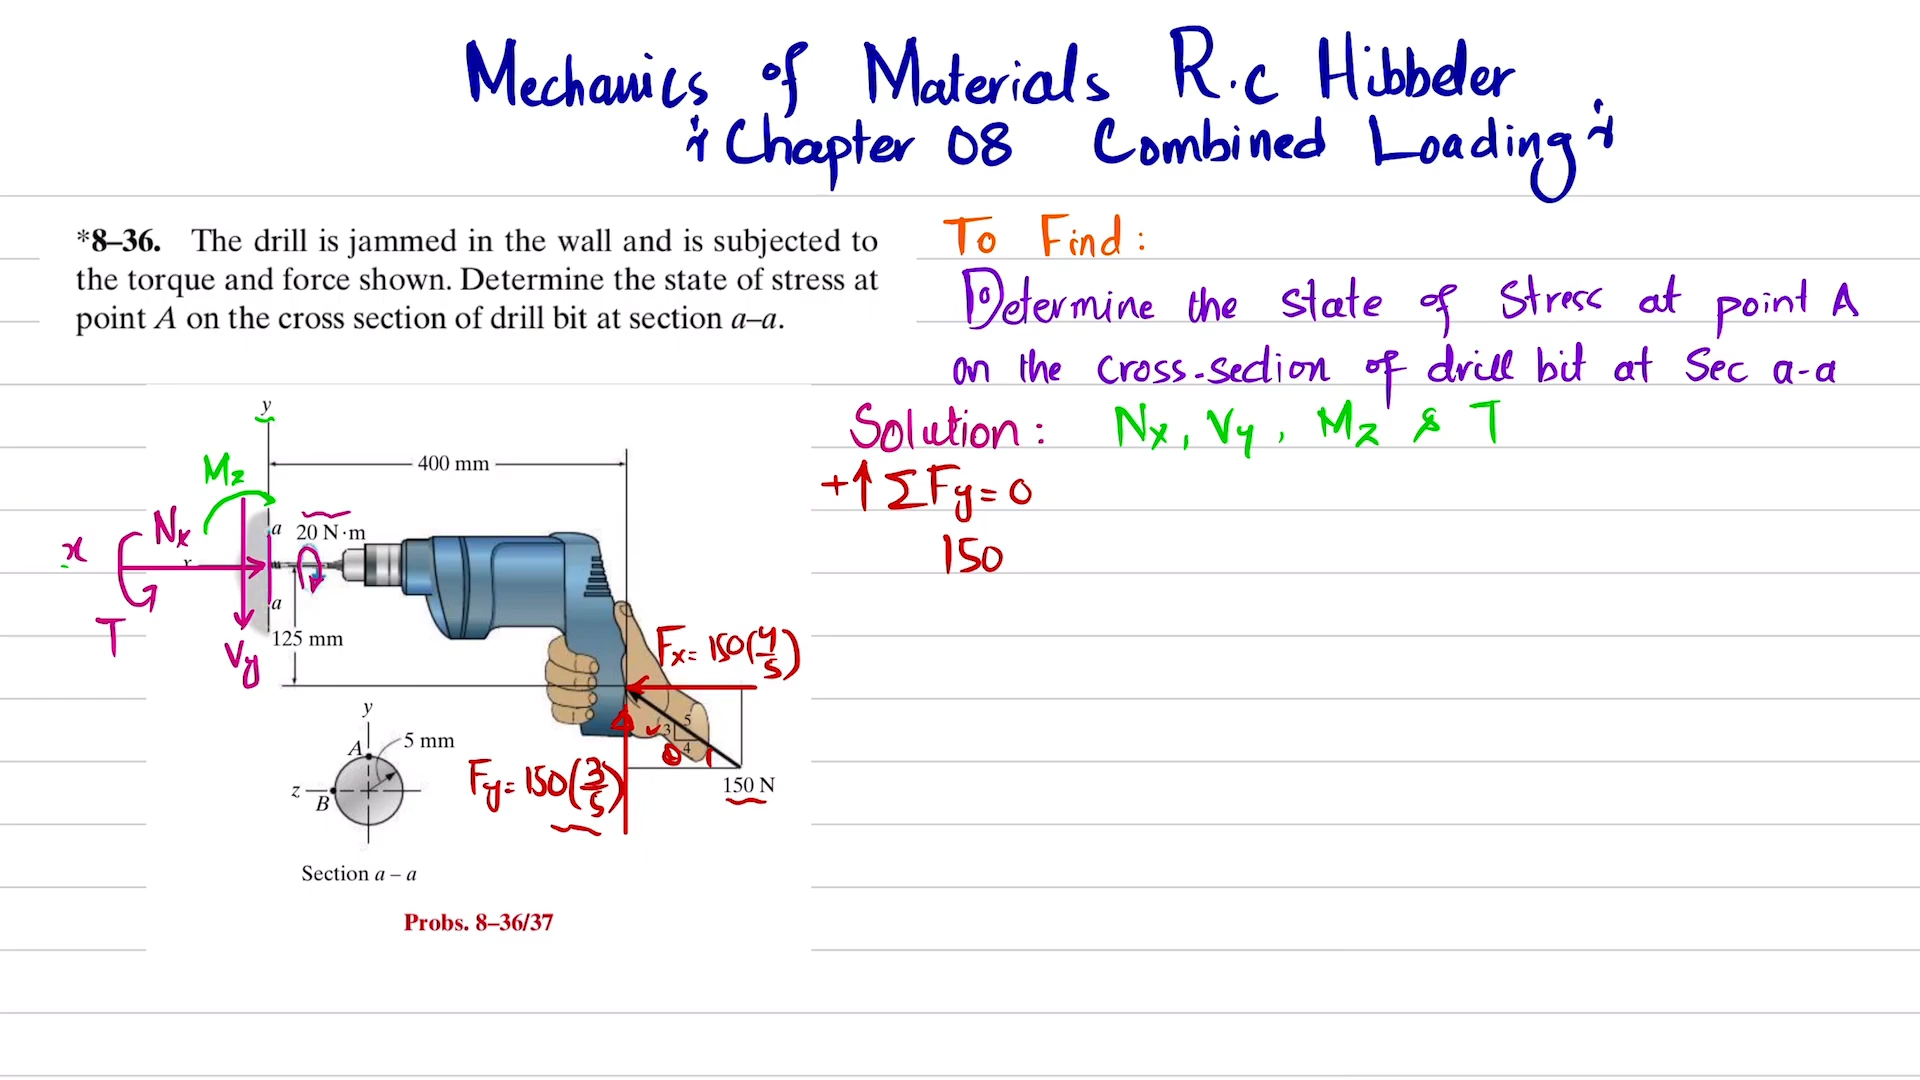 Mechanics of Materials R.C Hibbeler
* Chapter 08 Combined Loading *
*8–36. The drill is jammed in the wall and is subjected to
the torque and force shown. Determine the state of stress at
point A on the cross section of drill bit at section a–a.
To Find:
Determine the state of Stress at point A
on the cross-section of drill bit at Sec a-a
Solution: Nx, Vy, Mz & T
+↑ ΣFy = 0
150
y
400 mm
Mz
Nx
a
20 N·m
x
x
T
Vy
a
125 mm
Fx = 150(4/5)
y
A
5 mm
z
B
Fy = 150(3/5)
3
5
4
θ
150 N
Section a – a
Probs. 8–36/37